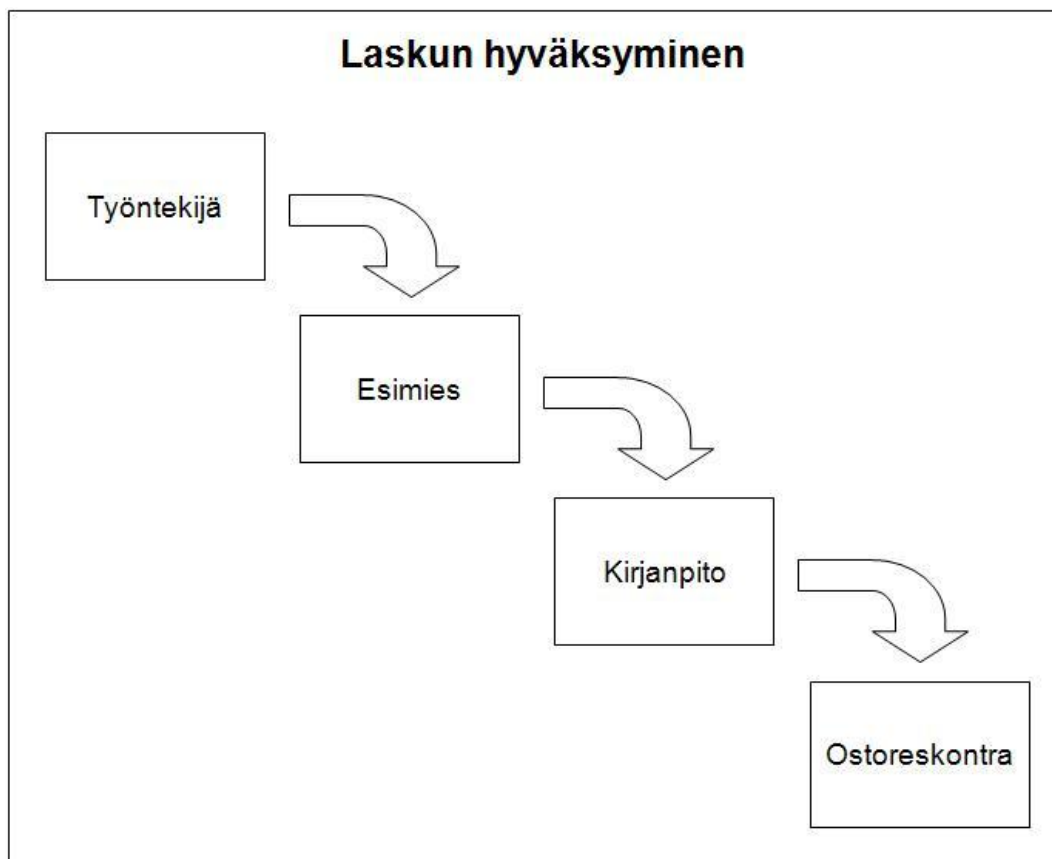 Laskun hyväksyminen
Työntekijä
Esimies
Kirjanpito
Ostoreskontra